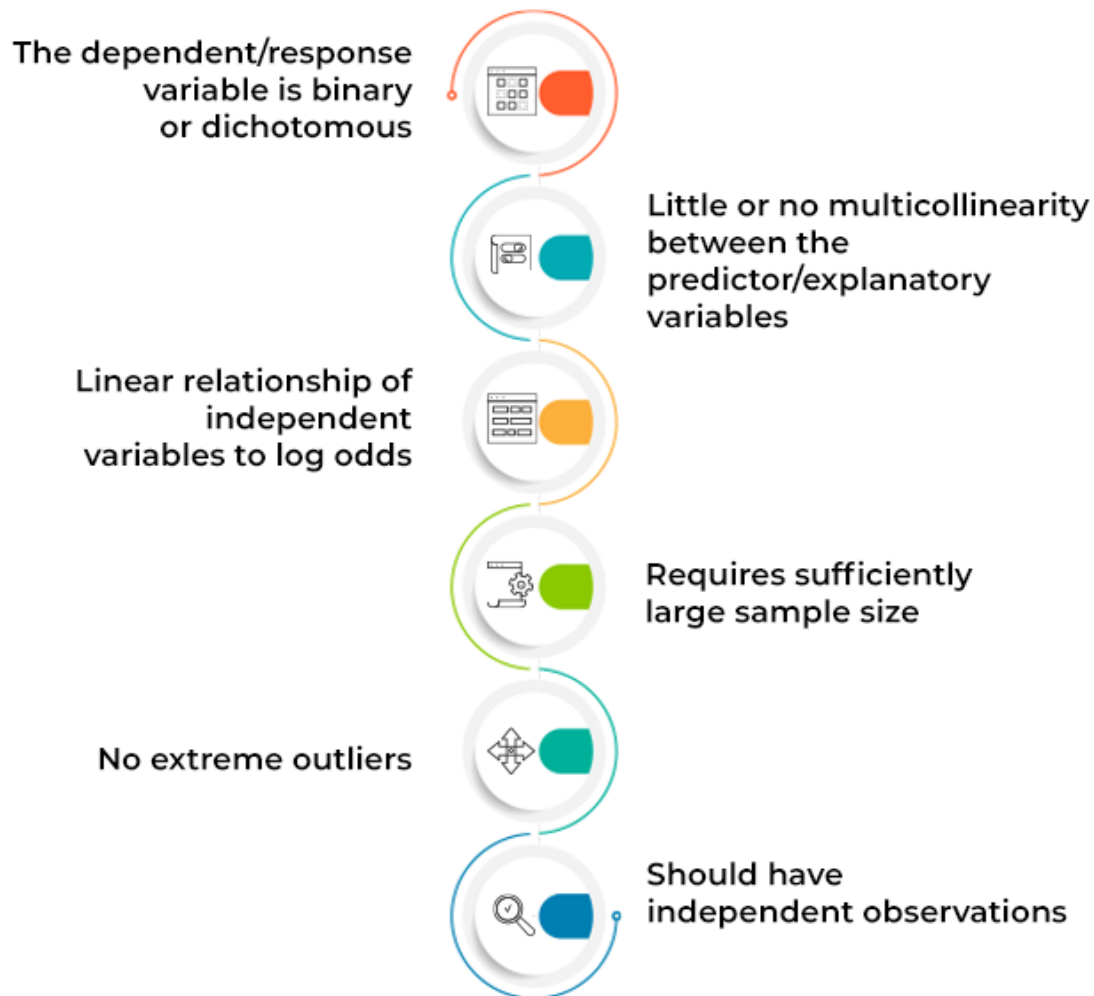 The dependent/response
variable is binary
or dichotomous
Little or no multicollinearity
between the
predictor/explanatory
variables
Linear relationship of
independent
variables to log odds
Requires sufficiently
large sample size
No extreme outliers
Should have
independent observations